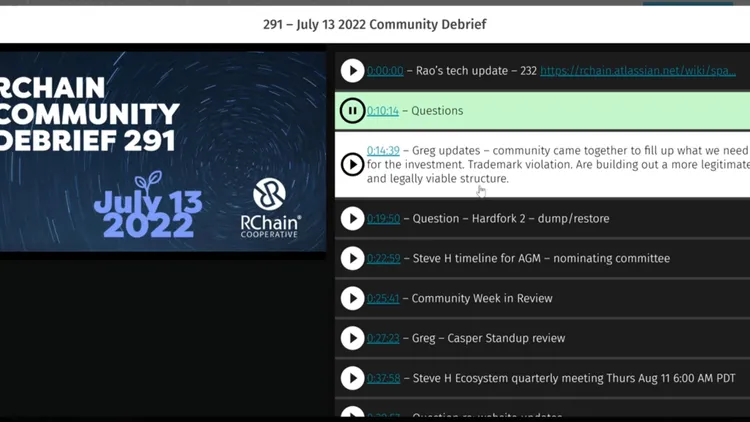 291 – July 13 2022 Community Debrief
RCHAIN
COMMUNITY
DEBRIEF 291
July 13
2022
RChain®
COOPERATIVE
0:00:00 – Rao's tech update – 232 https://rchain.atlassian.net/wiki/spa...
0:10:14 – Questions
0:14:39 – Greg updates – community came together to fill up what we need
for the investment. Trademark violation. Are building out a more legitimate
and legally viable structure.
0:19:50 – Question – Hardfork 2 – dump/restore
0:22:59 – Steve H timeline for AGM – nominating committee
0:25:41 – Community Week in Review
0:27:23 – Greg – Casper Standup review
0:37:58 – Steve H Ecosystem quarterly meeting Thurs Aug 11 6:00 AM PDT
Question re: website updates